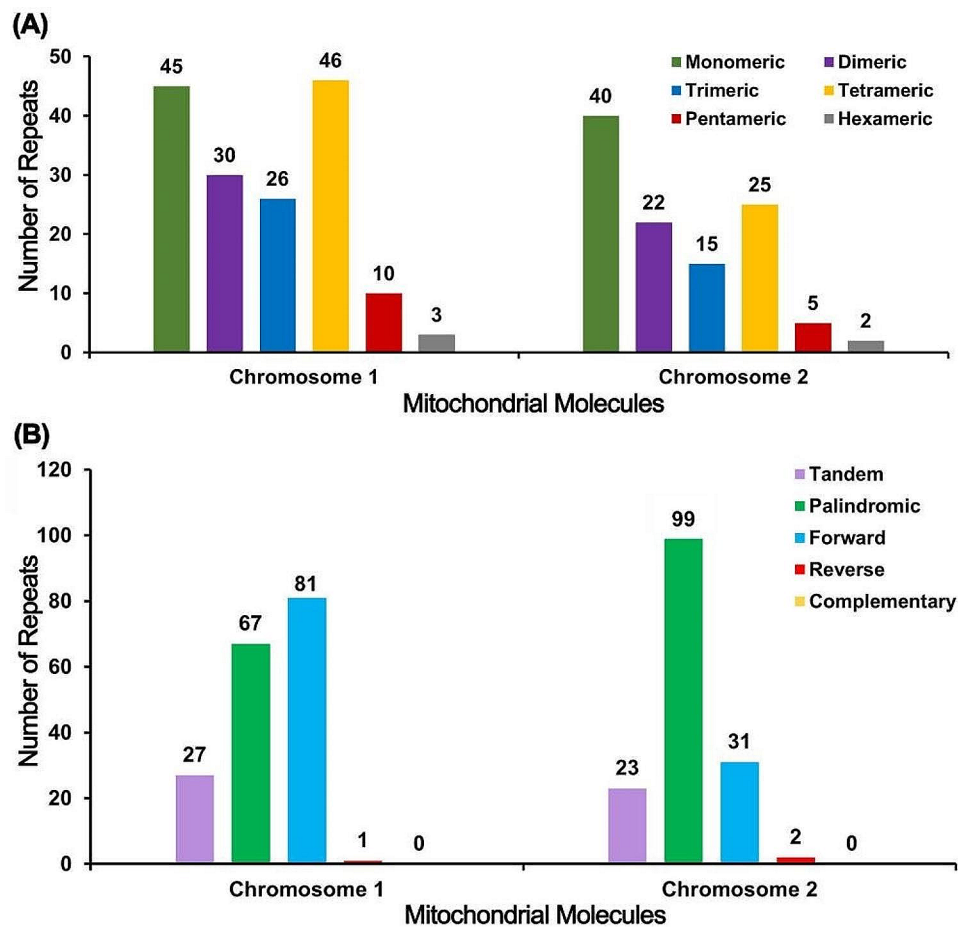 (A)
Number of Repeats
50
40
30
20
10
0
45
30
26
46
10
3
40
22
15
25
5
2
Monomeric Dimeric
Trimeric Tetrameric
Pentameric Hexameric
Chromosome 1 Chromosome 2
Mitochondrial Molecules
(B)
Number of Repeats
120
100
80
60
40
20
0
27
67
81
1
0
23
99
31
2
0
Tandem
Palindromic
Forward
Reverse
Complementary
Chromosome 1 Chromosome 2
Mitochondrial Molecules